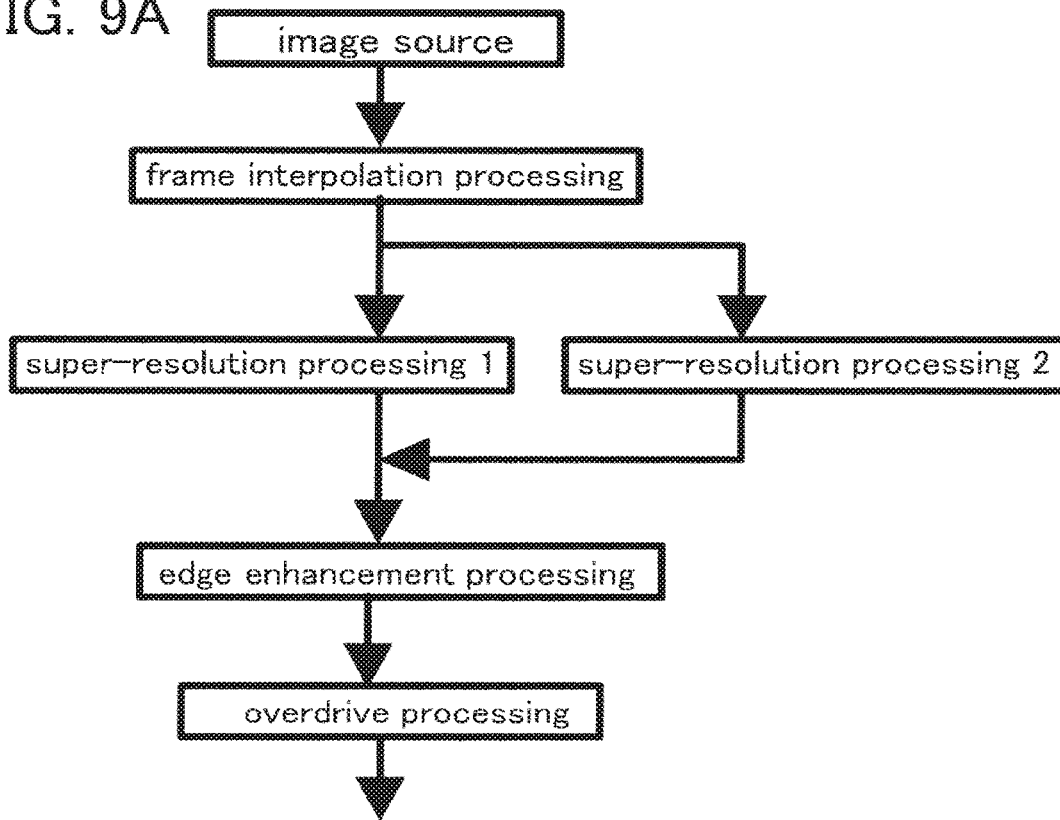 IG. 9A
image source
frame interpolation processing
super-resolution processing 1
super-resolution processing 2
edge enhancement processing
overdrive processing